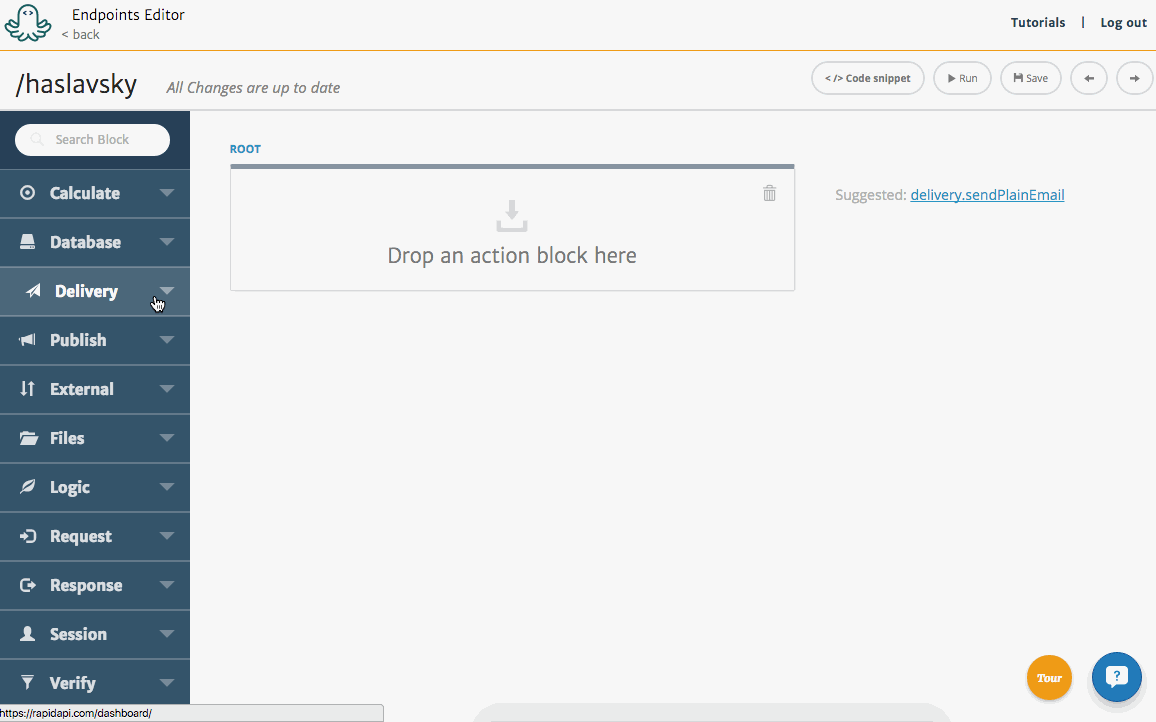 Endpoints Editor
< back
Tutorials | Log out
/haslavsky All Changes are up to date
< /> Code snippet Run Save
Search Block
Calculate
Database
Delivery
Publish
External
Files
Logic
Request
Response
Session
Verify
ROOT
Drop an action block here
Suggested: delivery.sendPlainEmail
Tour
?
https://rapidapi.com/dashboard/